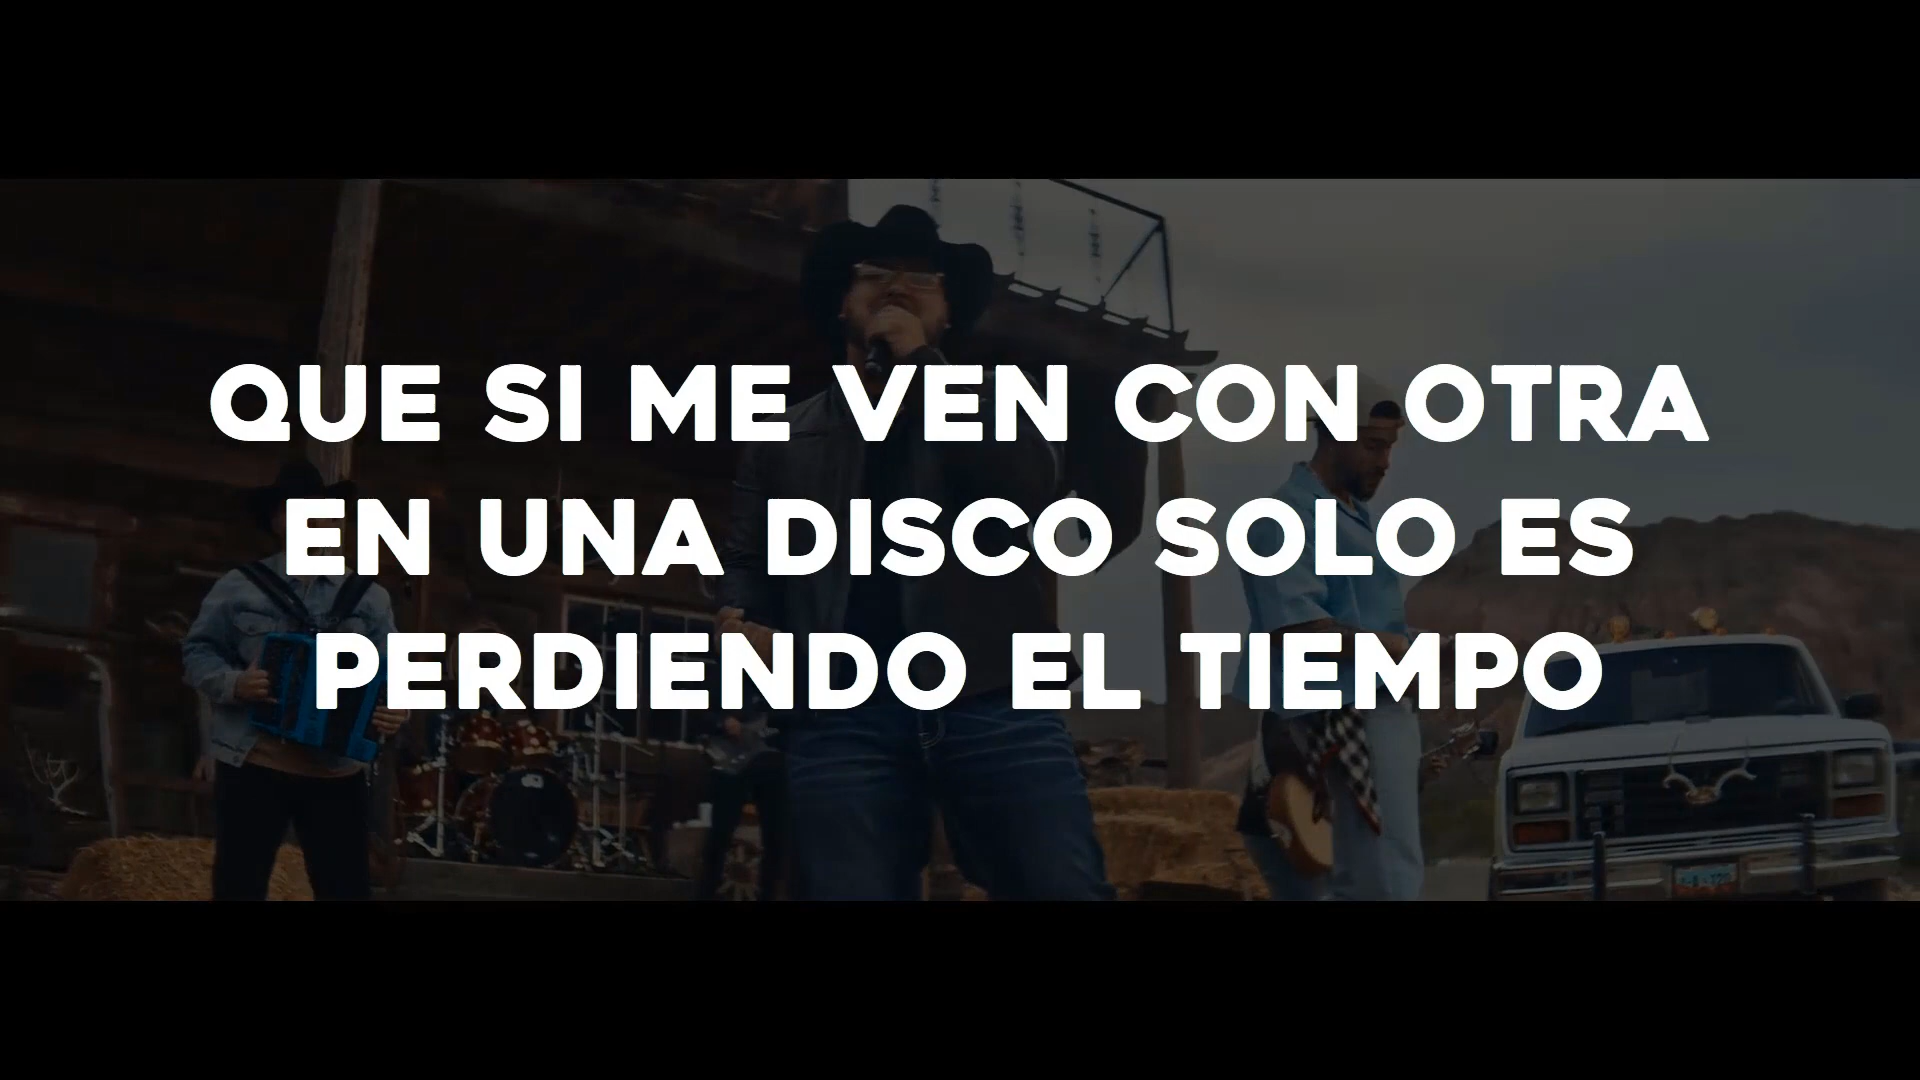 QUE SI ME VEN CON OTRA
EN UNA DISCO SOLO ES
PERDIENDO EL TIEMPO